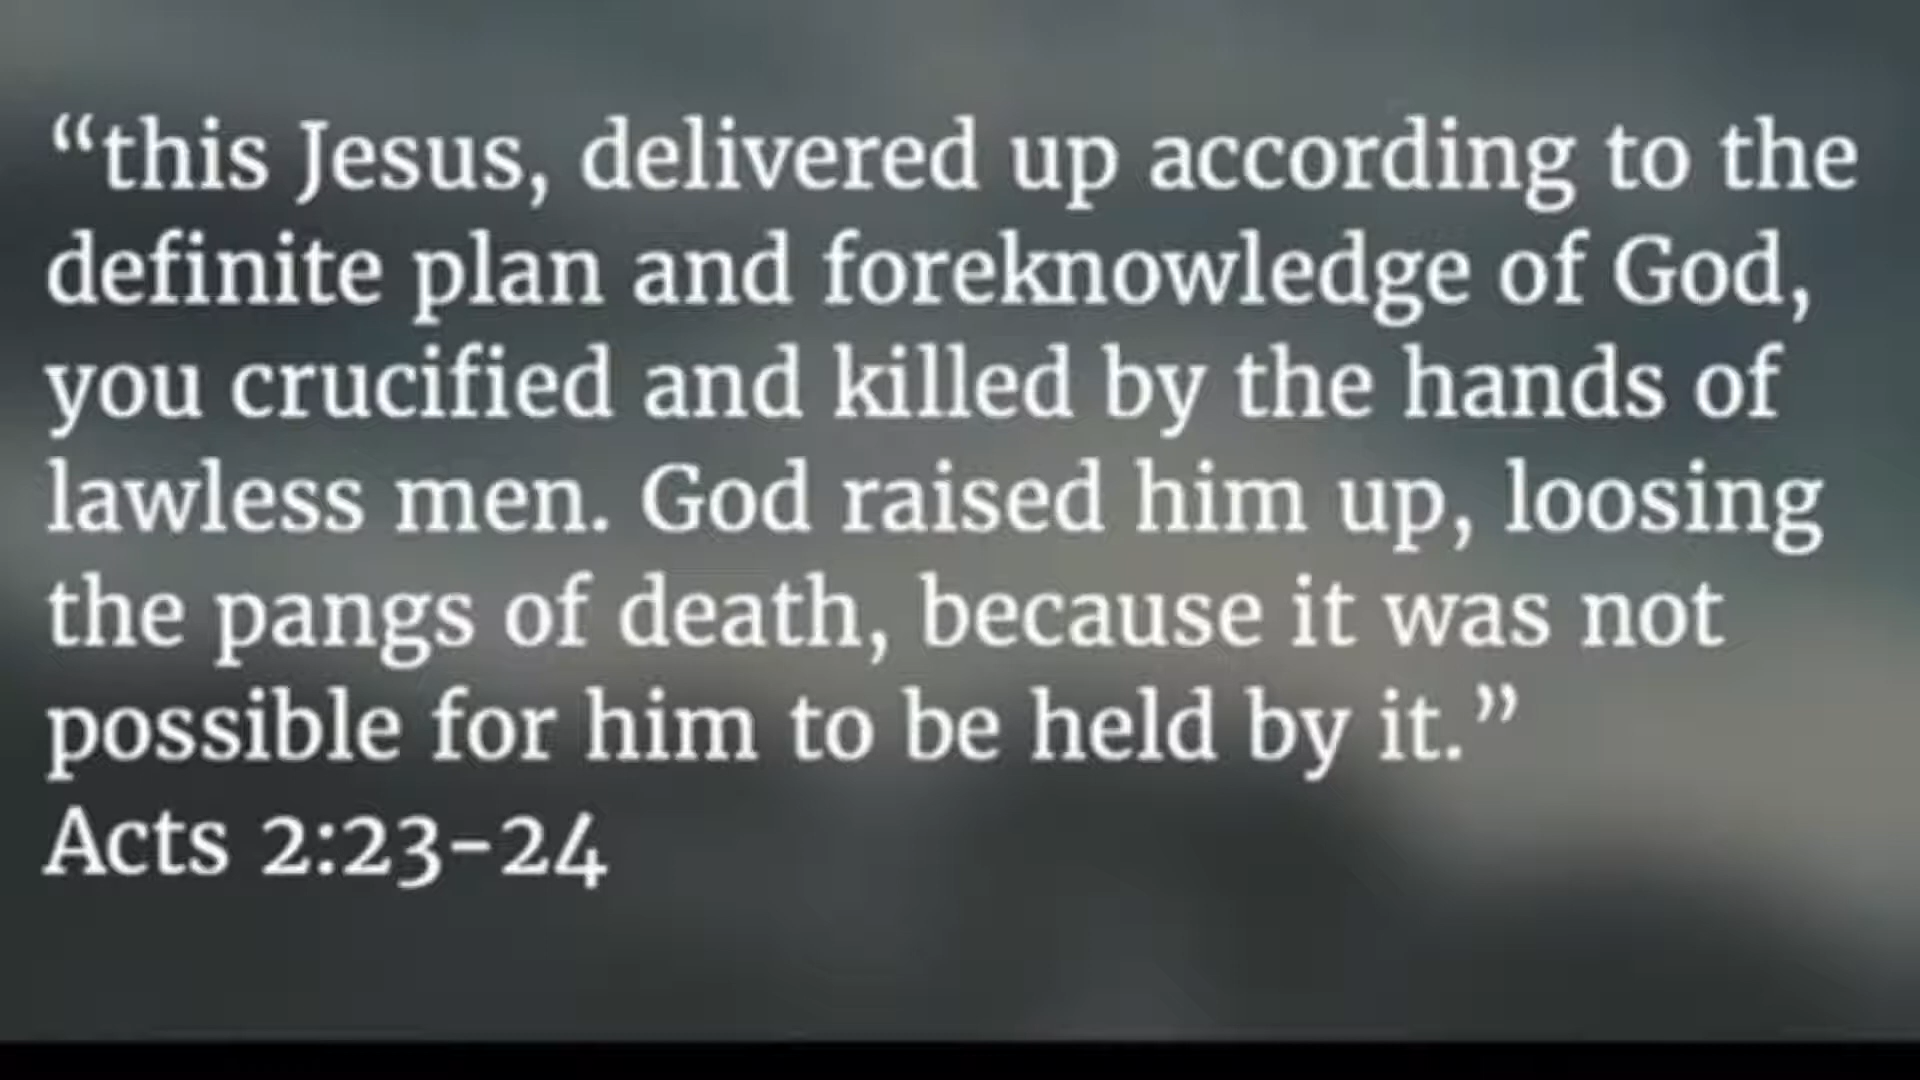 “this Jesus, delivered up according to the
definite plan and foreknowledge of God,
you crucified and killed by the hands of
lawless men. God raised him up, loosing
the pangs of death, because it was not
possible for him to be held by it.”
Acts 2:23-24